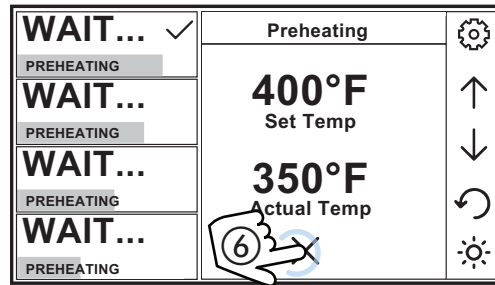 WAIT...
PREHEATING
WAIT...
PREHEATING
WAIT...
PREHEATING
WAIT...
PREHEATING
Preheating
400°F
Set Temp
350°F
Actual Temp
6